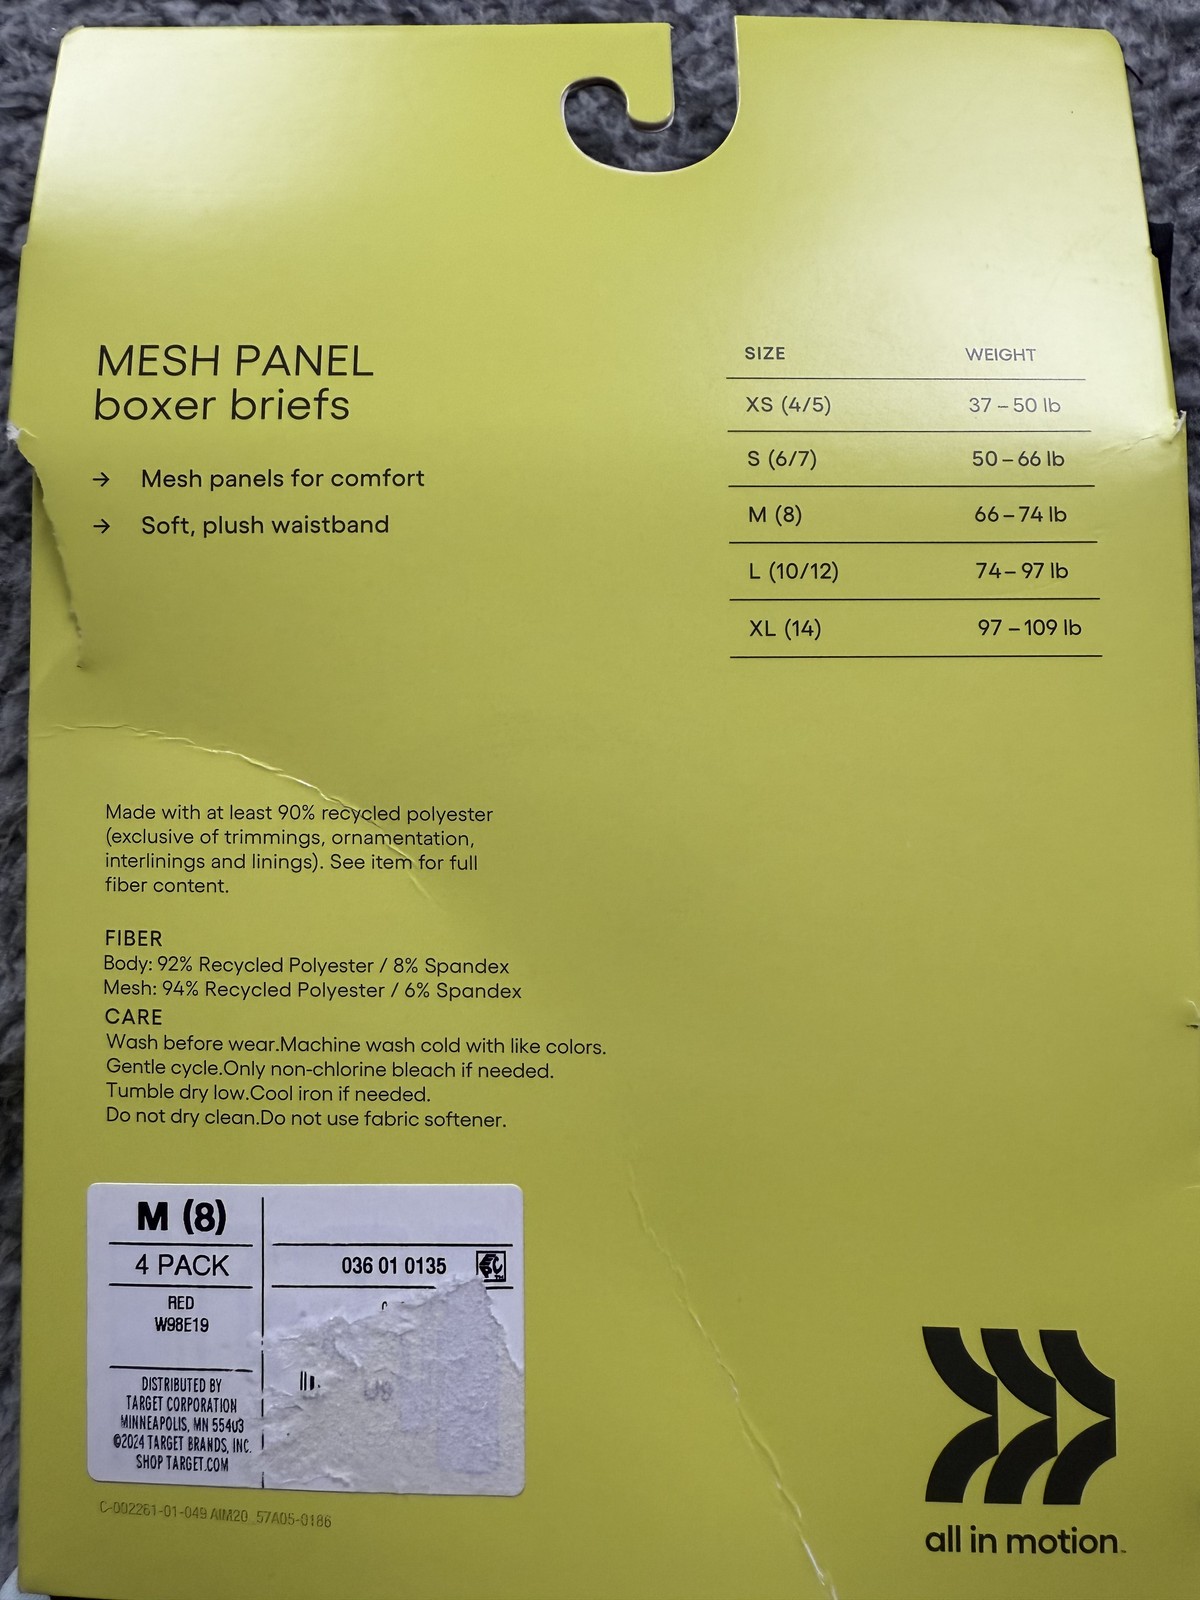 MESH PANEL
boxer briefs
→ Mesh panels for comfort
→ Soft, plush waistband
SIZE WEIGHT
XS (4/5) 37 – 50 lb
S (6/7) 50 – 66 lb
M (8) 66 – 74 lb
L (10/12) 74 – 97 lb
XL (14) 97 – 109 lb
Made with at least 90% recycled polyester
(exclusive of trimmings, ornamentation,
interlinings and linings). See item for full
fiber content.
FIBER
Body: 92% Recycled Polyester / 8% Spandex
Mesh: 94% Recycled Polyester / 6% Spandex
CARE
Wash before wear.Machine wash cold with like colors.
Gentle cycle.Only non-chlorine bleach if needed.
Tumble dry low.Cool iron if needed.
Do not dry clean.Do not use fabric softener.
M (8)
4 PACK
RED
W98E19
DISTRIBUTED BY
TARGET CORPORATION
MINNEAPOLIS, MN 55403
©2024 TARGET BRANDS, INC.
SHOP TARGET.COM
036 01 0135
C-002261-01-049 AIM20 57A05-0186
all in motion™